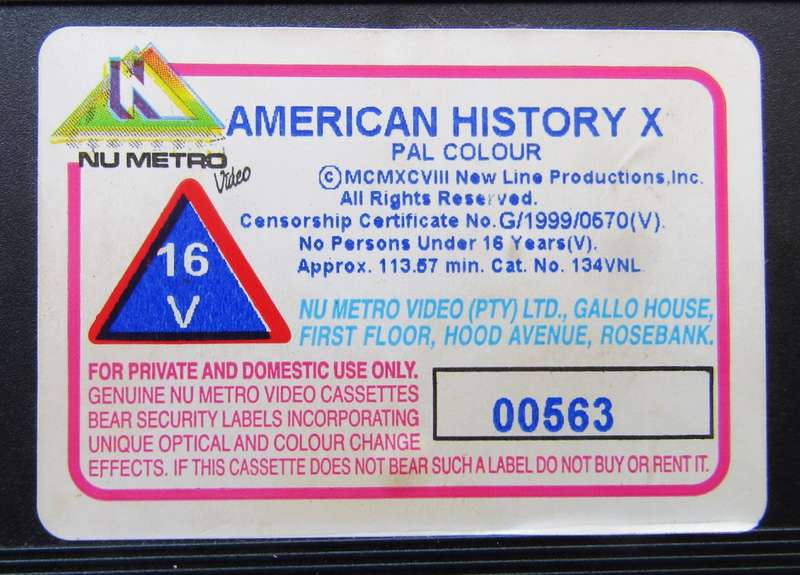 NU METRO
Video
AMERICAN HISTORY X
PAL COLOUR
©MCMXCVIII New Line Productions,Inc.
All Rights Reserved.
Censorship Certificate No.G/1999/0570(V).
No Persons Under 16 Years(V).
Approx. 113.57 min. Cat. No. 134VNL
16
V
NU METRO VIDEO (PTY) LTD., GALLO HOUSE,
FIRST FLOOR, HOOD AVENUE, ROSEBANK.
FOR PRIVATE AND DOMESTIC USE ONLY.
GENUINE NU METRO VIDEO CASSETTES
BEAR SECURITY LABELS INCORPORATING
UNIQUE OPTICAL AND COLOUR CHANGE
EFFECTS. IF THIS CASSETTE DOES NOT BEAR SUCH A LABEL DO NOT BUY OR RENT IT.
00563